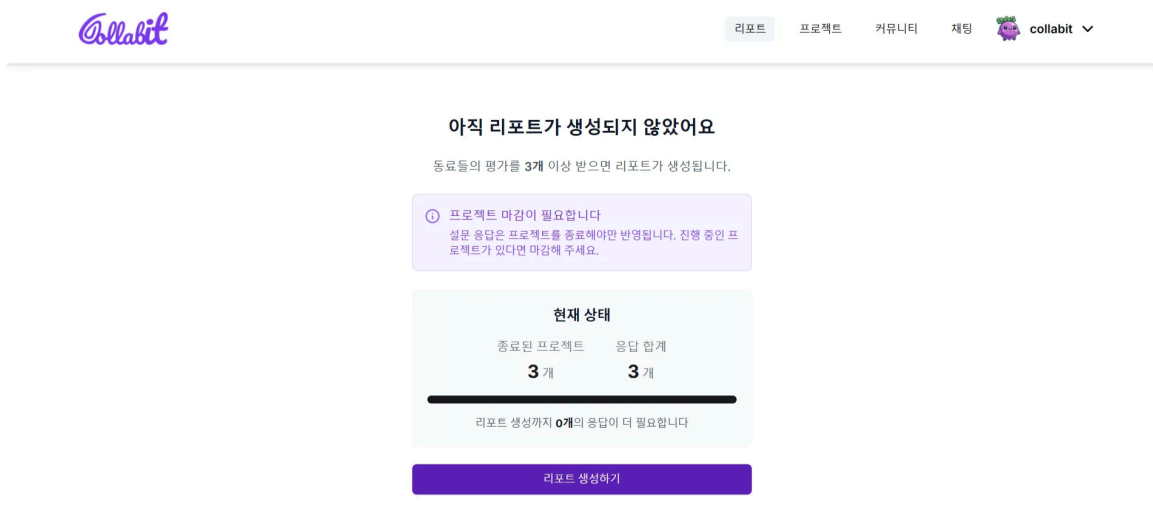 Collabit
리포트 프로젝트 커뮤니티 채팅 collabit
아직 리포트가 생성되지 않았어요
동료들의 평가를 3개 이상 받으면 리포트가 생성됩니다.
프로젝트 마감이 필요합니다
설문 응답은 프로젝트를 종료해야만 반영됩니다. 진행 중인 프
로젝트가 있다면 마감해 주세요.
현재 상태
종료된 프로젝트 응답 합계
3 개 3 개
리포트 생성까지 0개의 응답이 더 필요합니다
리포트 생성하기